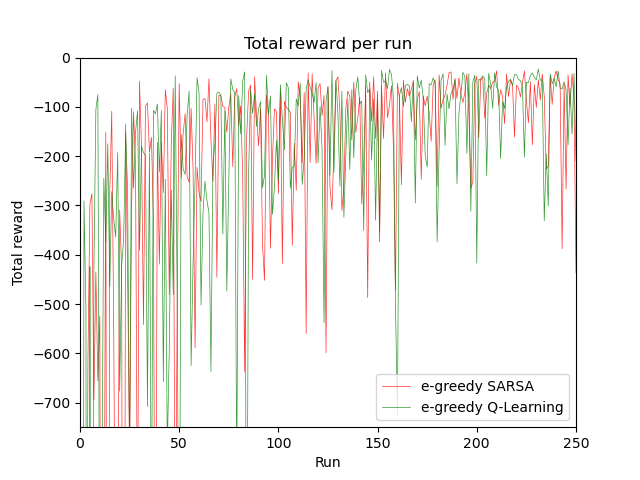 Total reward per run
Total reward
0
−100
−200
−300
−400
−500
−600
−700
0
50
100
150
200
250
Run
e-greedy SARSA
e-greedy Q-Learning